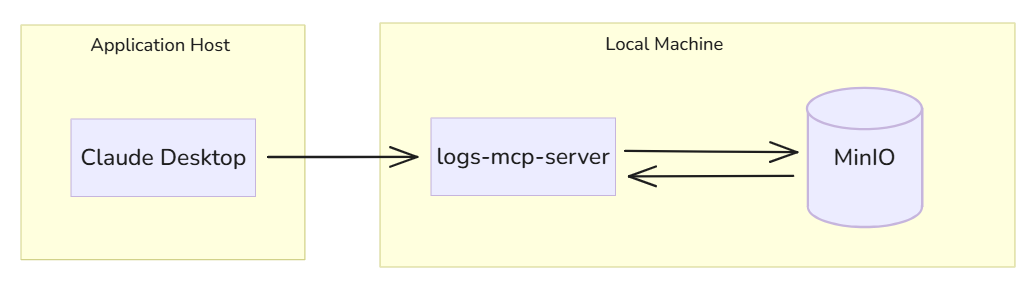 Application Host
Local Machine
Claude Desktop
logs-mcp-server
MinIO